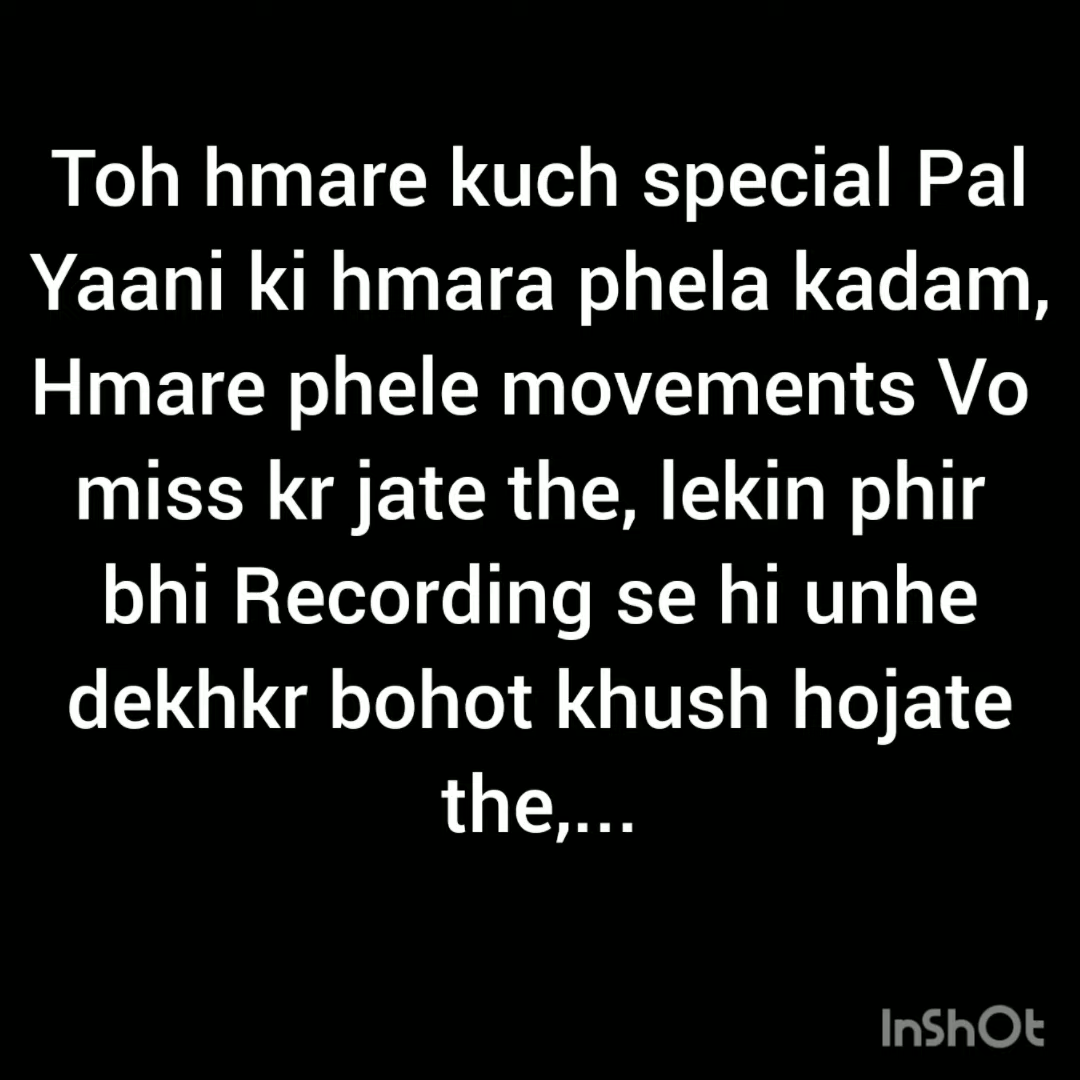 Toh hmare kuch special Pal
Yaani ki hmara phela kadam,
Hmare phele movements Vo
miss kr jate the, lekin phir
bhi Recording se hi unhe
dekhkr bohot khush hojate
the,...
InShOt